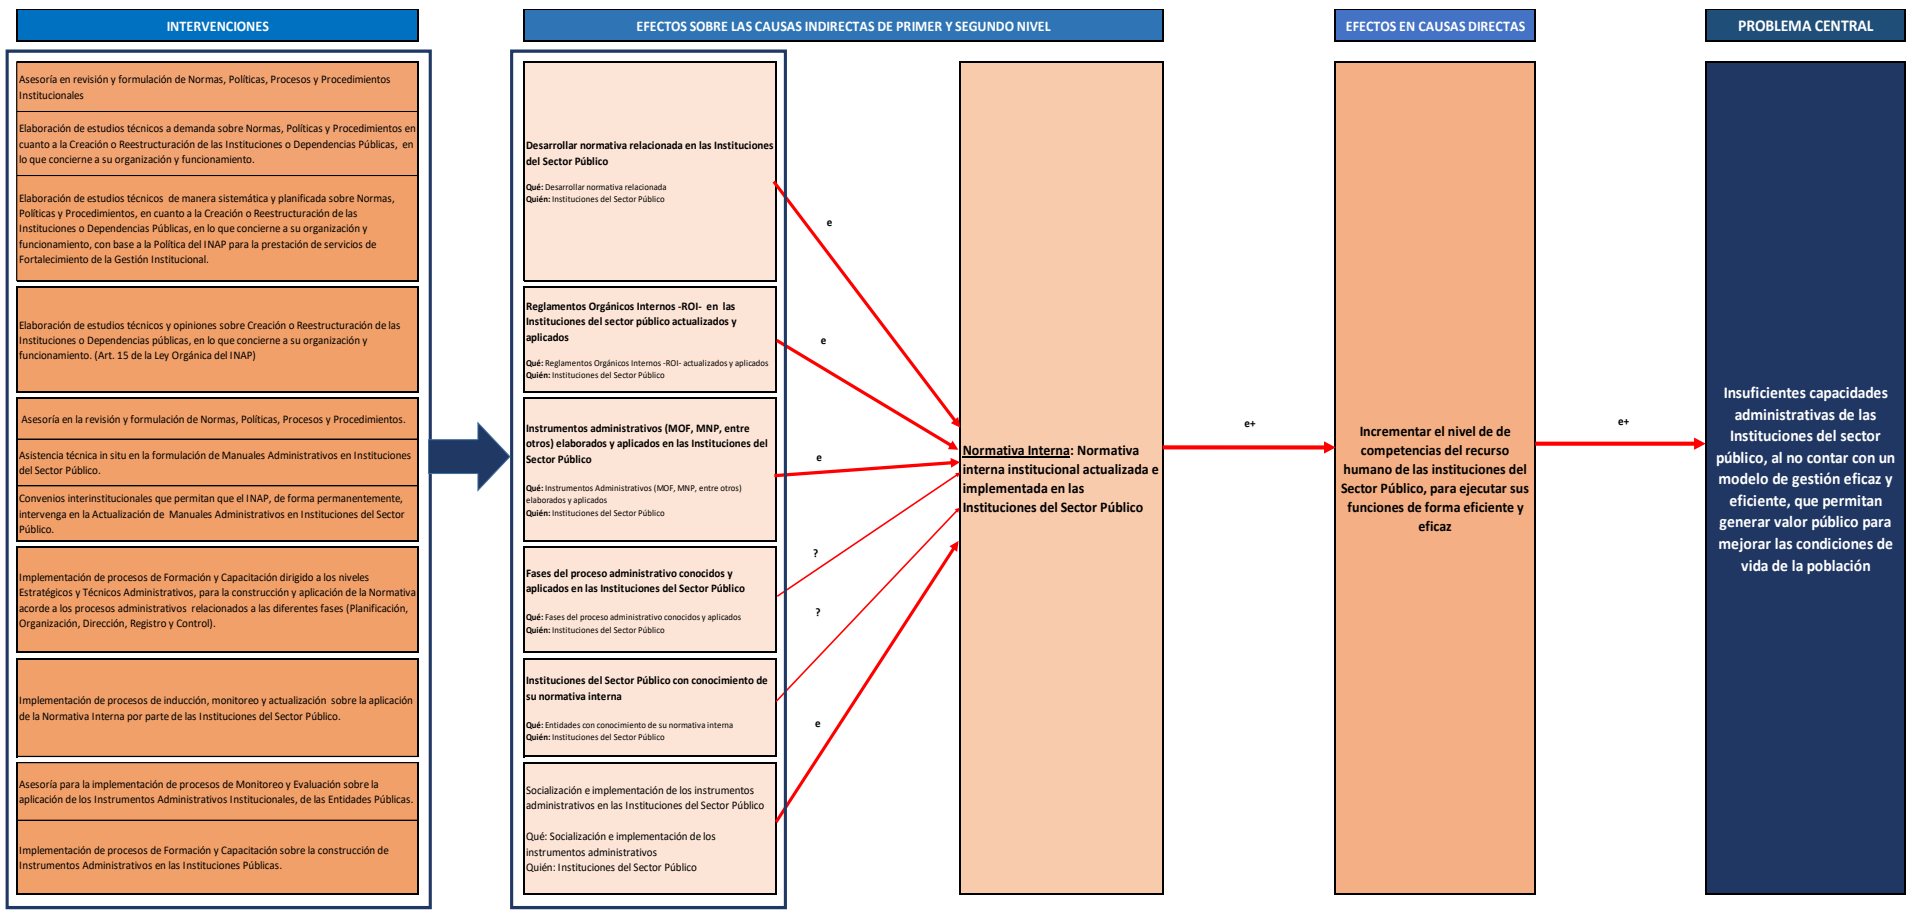 INTERVENCIONES
EFECTOS SOBRE LAS CAUSAS INDIRECTAS DE PRIMER Y SEGUNDO NIVEL
EFECTOS EN CAUSAS DIRECTAS
PROBLEMA CENTRAL
Asesoría en revisión y formulación de Normas, Políticas, Procesos y Procedimientos
Institucionales
Elaboración de estudios técnicos a demanda sobre Normas, Políticas y Procedimientos en
cuanto a la Creación o Reestructuración de las Instituciones o Dependencias Públicas, en
lo que concierne a su organización y funcionamiento.
Elaboración de estudios técnicos de manera sistemática y planificada sobre Normas,
Políticas y Procedimientos, en cuanto a la Creación o Reestructuración de las
Instituciones o Dependencias Públicas, en lo que concierne a su organización y
funcionamiento, con base a la Política del INAP para la prestación de servicios de
Fortalecimiento de la Gestión Institucional.
Elaboración de estudios técnicos y opiniones sobre Creación o Reestructuración de las
Instituciones o Dependencias públicas, en lo que concierne a su organización y
funcionamiento. (Art. 15 de la Ley Orgánica del INAP)
Asesoría en la revisión y formulación de Normas, Políticas, Procesos y Procedimientos.
Asistencia técnica in situ en la formulación de Manuales Administrativos en Instituciones
del Sector Público.
Convenios interinstitucionales que permitan que el INAP, de forma permanentemente,
intervenga en la Actualización de Manuales Administrativos en Instituciones del Sector
Público.
Implementación de procesos de Formación y Capacitación dirigido a los niveles
Estratégicos y Técnicos Administrativos, para la construcción y aplicación de la Normativa
acorde a los procesos administrativos relacionados a las diferentes fases (Planificación,
Organización, Dirección, Registro y Control).
Implementación de procesos de inducción, monitoreo y actualización sobre la aplicación
de la Normativa Interna por parte de las Instituciones del Sector Público.
Asesoría para la implementación de procesos de Monitoreo y Evaluación sobre la
aplicación de los Instrumentos Administrativos Institucionales, de las Entidades Públicas.
Implementación de procesos de Formación y Capacitación sobre la construcción de
Instrumentos Administrativos en las Instituciones Públicas.
Desarrollar normativa relacionada en las Instituciones
del Sector Público
Qué: Desarrollar normativa relacionada
Quién: Instituciones del Sector Público
Reglamentos Orgánicos Internos -ROI- en las
Instituciones del sector público actualizados y
aplicados
Qué: Reglamentos Orgánicos Internos -ROI- actualizados y aplicados
Quién: Instituciones del Sector Público
Instrumentos administrativos (MOF, MNP, entre
otros) elaborados y aplicados en las Instituciones del
Sector Público
Qué: Instrumentos Administrativos (MOF, MNP, entre otros)
elaborados y aplicados
Quién: Instituciones del Sector Público
Fases del proceso administrativo conocidos y
aplicados en las Instituciones del Sector Público
Qué: Fases del proceso administrativo conocidos y aplicados
Quién: Instituciones del Sector Público
Instituciones del Sector Público con conocimiento de
su normativa interna
Qué: Entidades con conocimiento de su normativa interna
Quién: Instituciones del Sector Público
Socialización e implementación de los instrumentos
administrativos en las Instituciones del Sector Público
Qué: Socialización e implementación de los
instrumentos administrativos
Quién: Instituciones del Sector Público
e
e
e
?
?
e
Normativa Interna: Normativa
interna institucional actualizada e
implementada en las
Instituciones del Sector Público
e+
Incrementar el nivel de de
competencias del recurso
humano de las instituciones del
Sector Público, para ejecutar sus
funciones de forma eficiente y
eficaz
e+
Insuficientes capacidades
administrativas de las
Instituciones del sector
público, al no contar con un
modelo de gestión eficaz y
eficiente, que permitan
generar valor público para
mejorar las condiciones de
vida de la población